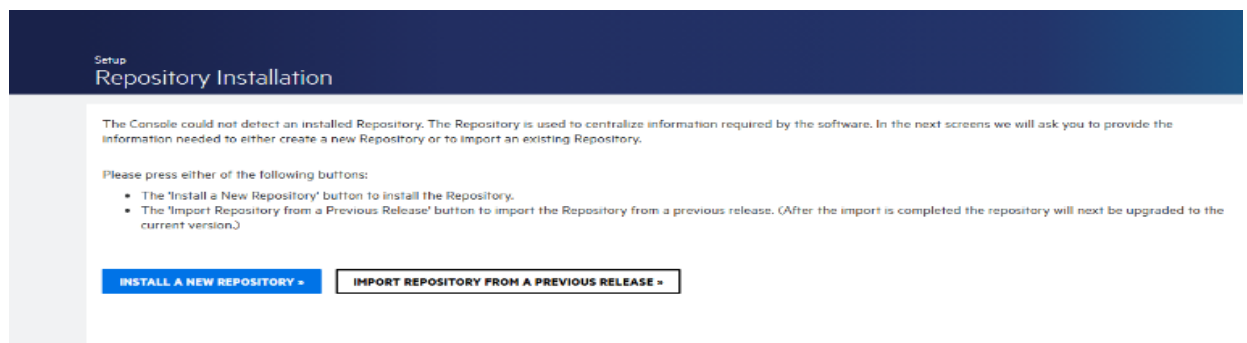 Setup
Repository Installation
The Console could not detect an installed Repository. The Repository is used to centralize information required by the software. In the next screens we will ask you to provide the
information needed to either create a new Repository or to import an existing Repository.
Please press either of the following buttons:
• The 'Install a New Repository' button to install the Repository.
• The 'Import Repository from a Previous Release' button to import the Repository from a previous release. (After the import is completed the repository will next be upgraded to the
current version.)
INSTALL A NEW REPOSITORY »
IMPORT REPOSITORY FROM A PREVIOUS RELEASE »